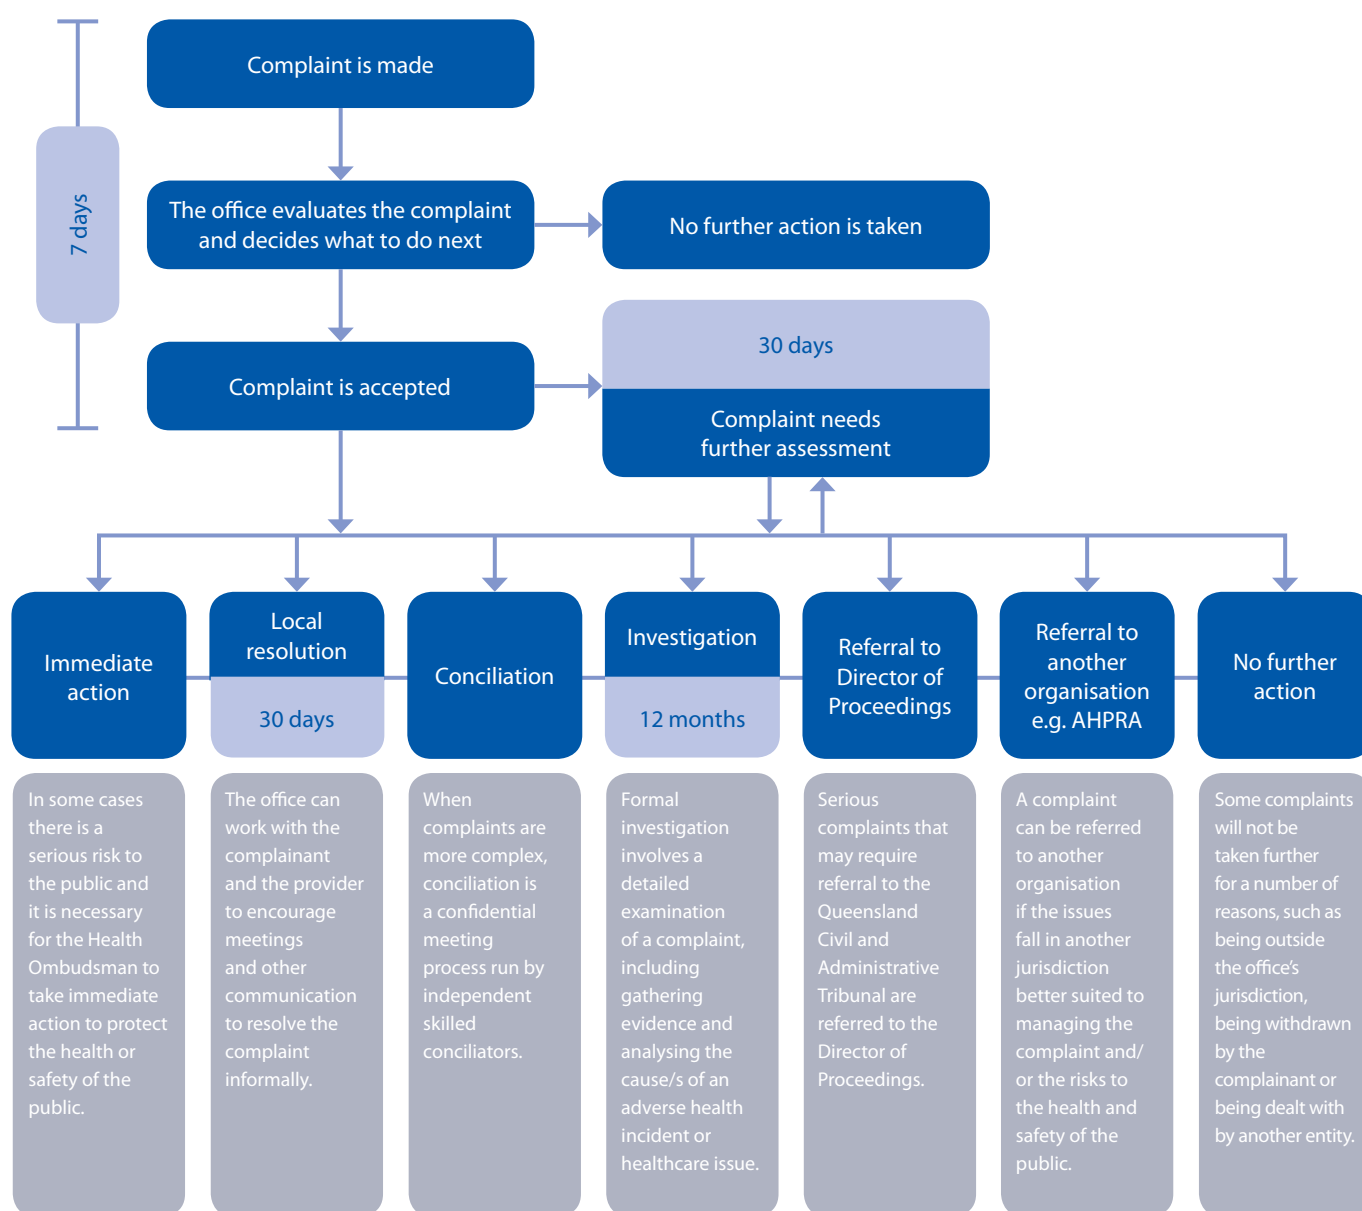 Complaint is made
7 days
The office evaluates the complaint
and decides what to do next
No further action is taken
30 days
Complaint is accepted
Complaint needs
further assessment
Immediate
action
Local
resolution
30 days
Conciliation
Investigation
12 months
Referral to
Director of
Proceedings
Referral to
another
organisation
e.g. AHPRA
No further
action
In some cases
there is a
serious risk to
the public and
it is necessary
for the Health
Ombudsman to
take immediate
action to protect
the health or
safety of the
public.
The office can
work with the
complainant
and the provider
to encourage
meetings
and other
communication
to resolve the
complaint
informally.
When
complaints are
more complex,
conciliation is
a confidential
meeting
process run by
independent
skilled
conciliators.
Formal
investigation
involves a
detailed
examination
of a complaint,
including
gathering
evidence and
analysing the
cause/s of an
adverse health
incident or
healthcare issue.
Serious
complaints that
may require
referral to the
Queensland
Civil and
Administrative
Tribunal are
referred to the
Director of
Proceedings.
A complaint
can be referred
to another
organisation
if the issues
fall in another
jurisdiction
better suited to
managing the
complaint and/
or the risks to
the health and
safety of the
public.
Some complaints
will not be
taken further
for a number of
reasons, such as
being outside
the office's
jurisdiction,
being withdrawn
by the
complainant or
being dealt with
by another entity.